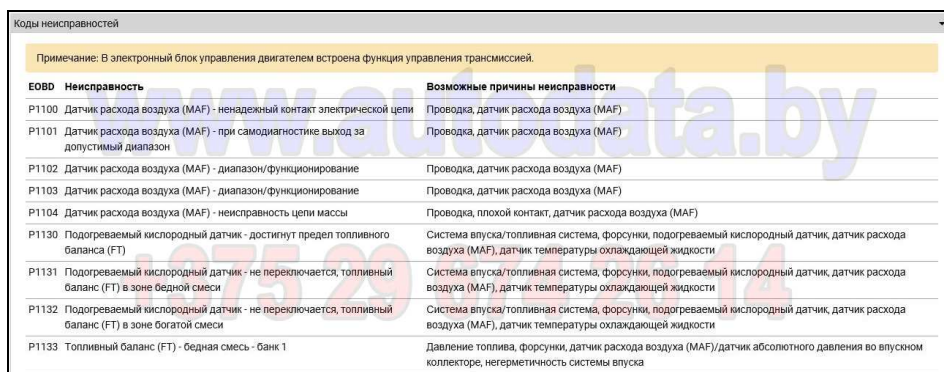 Коды неисправностей
Примечание: В электронный блок управления двигателем встроена функция управления трансмиссией.
EOBD Неисправность Возможные причины неисправности
P1100 Датчик расхода воздуха (MAF) - ненадежный контакт электрической цепи Проводка, датчик расхода воздуха (MAF)
P1101 Датчик расхода воздуха (MAF) - при самодиагностике выход за Проводка, датчик расхода воздуха (MAF)
допустимый диапазон
P1102 Датчик расхода воздуха (MAF) - диапазон/функционирование Проводка, датчик расхода воздуха (MAF)
P1103 Датчик расхода воздуха (MAF) - диапазон/функционирование Проводка, датчик расхода воздуха (MAF)
P1104 Датчик расхода воздуха (MAF) - неисправность цепи массы Проводка, плохой контакт, датчик расхода воздуха (MAF)
P1130 Подогреваемый кислородный датчик - достигнут предел топливного Система впуска/топливная система, форсунки, подогреваемый кислородный датчик, датчик расхода
баланса (FT) воздуха (MAF), датчик температуры охлаждающей жидкости
P1131 Подогреваемый кислородный датчик - не переключается, топливный Система впуска/топливная система, форсунки, подогреваемый кислородный датчик, датчик расхода
баланс (FT) в зоне бедной смеси воздуха (MAF), датчик температуры охлаждающей жидкости
P1132 Подогреваемый кислородный датчик - не переключается, топливный Система впуска/топливная система, форсунки, подогреваемый кислородный датчик, датчик расхода
баланс (FT) в зоне богатой смеси воздуха (MAF), датчик температуры охлаждающей жидкости
P1133 Топливный баланс (FT) - бедная смесь - банк 1 Давление топлива, форсунки, датчик расхода воздуха (MAF)/датчик абсолютного давления во впускном
коллекторе, негерметичность системы впуска
www.autodata.by
+375 29 674 26 14